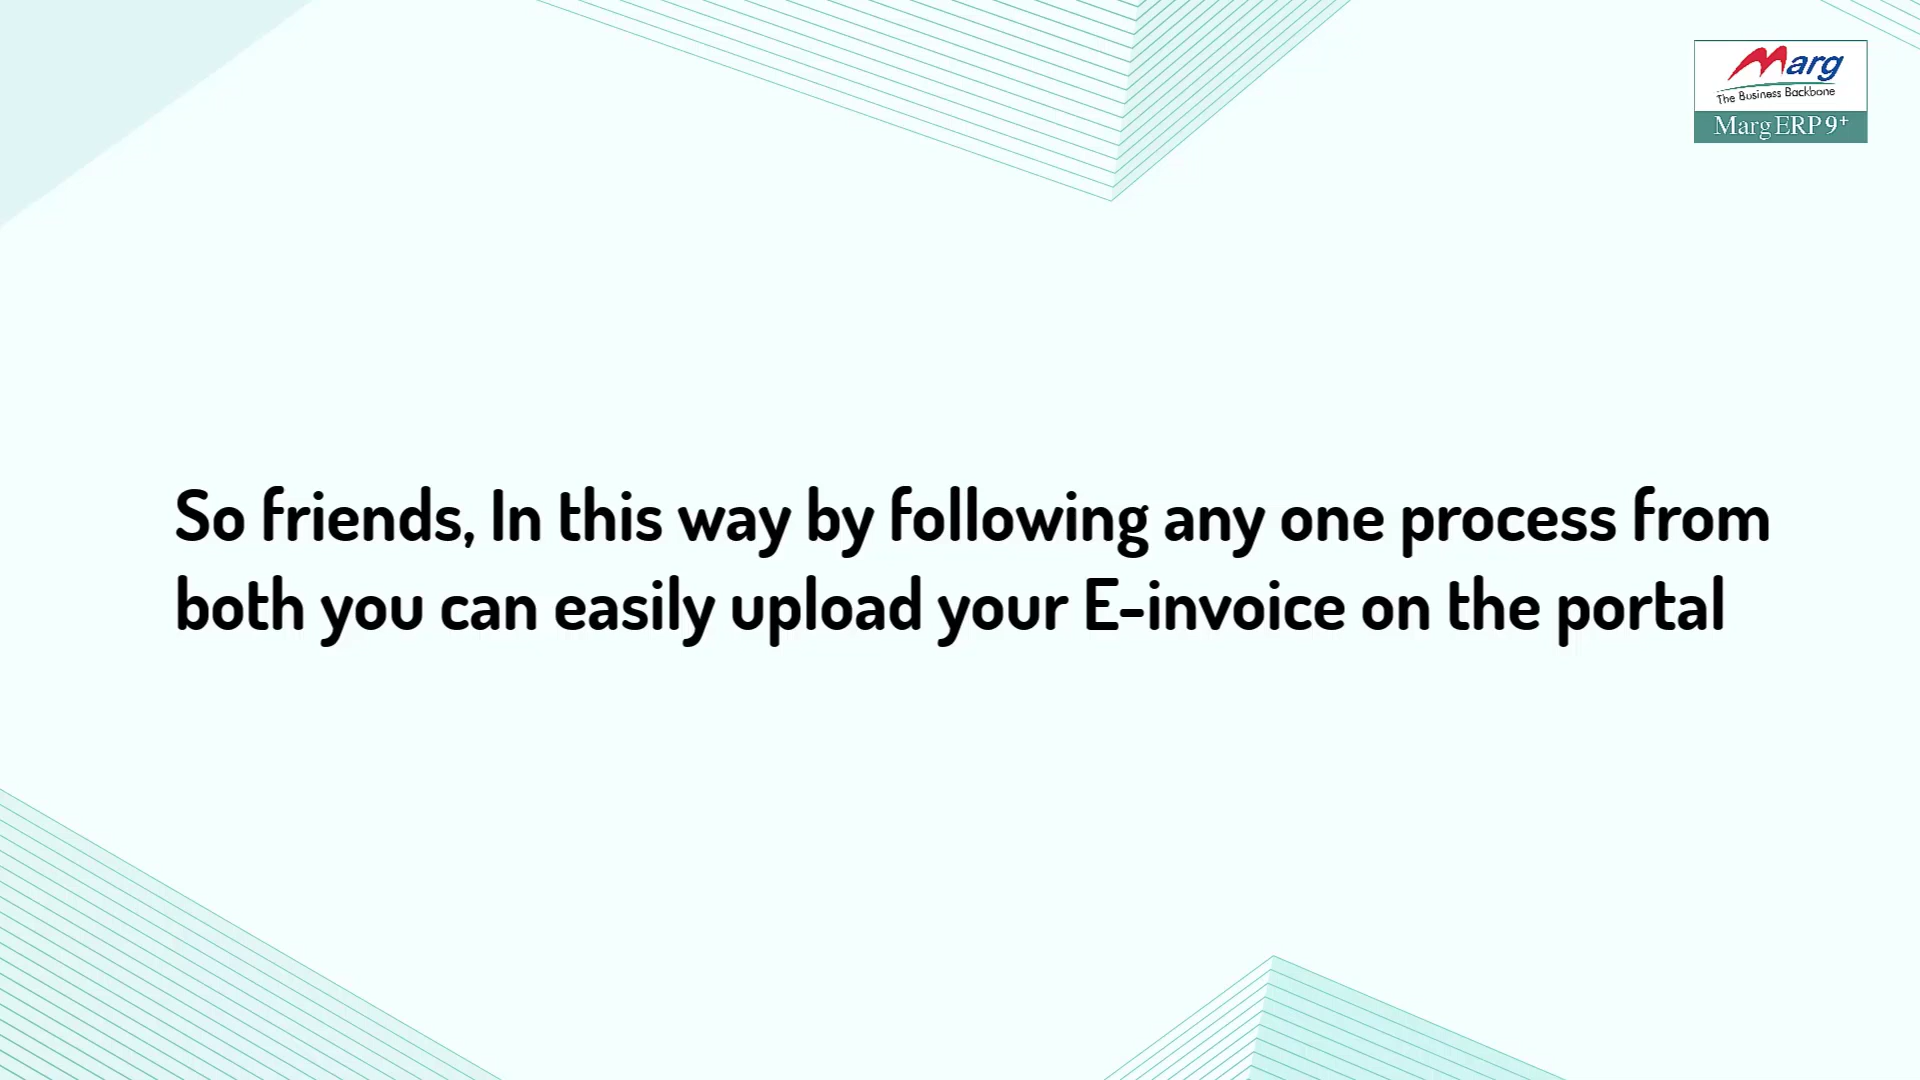 Marg
The Business Backbone
Marg ERP 9+
So friends, In this way by following any one process from
both you can easily upload your E-invoice on the portal